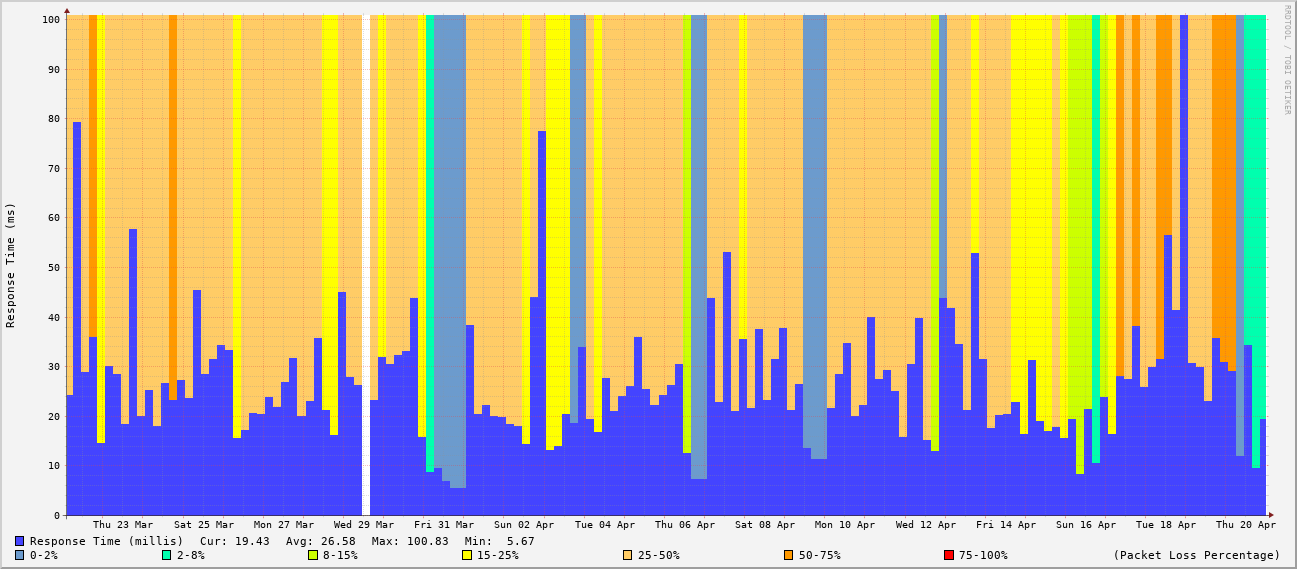 RRDTOOL / TOBI OETIKER
Response Time (ms)
100
90
80
70
60
50
40
30
20
10
0
Thu 23 Mar Sat 25 Mar Mon 27 Mar Wed 29 Mar Fri 31 Mar Sun 02 Apr Tue 04 Apr Thu 06 Apr Sat 08 Apr Mon 10 Apr Wed 12 Apr Fri 14 Apr Sun 16 Apr Tue 18 Apr Thu 20 Apr
Response Time (millis) Cur: 19.43 Avg: 26.58 Max: 100.83 Min: 5.67
0-2% 2-8% 8-15% 15-25% 25-50% 50-75% 75-100% (Packet Loss Percentage)